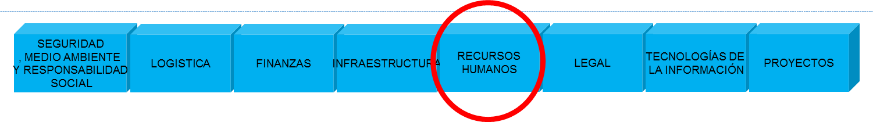 SEGURIDAD
, MEDIO AMBIENTE
Y RESPONSABILIDAD
SOCIAL
LOGISTICA
FINANZAS
INFRAESTRUCTURA
RECURSOS
HUMANOS
LEGAL
TECNOLOGÍAS DE
LA INFORMACIÓN
PROYECTOS